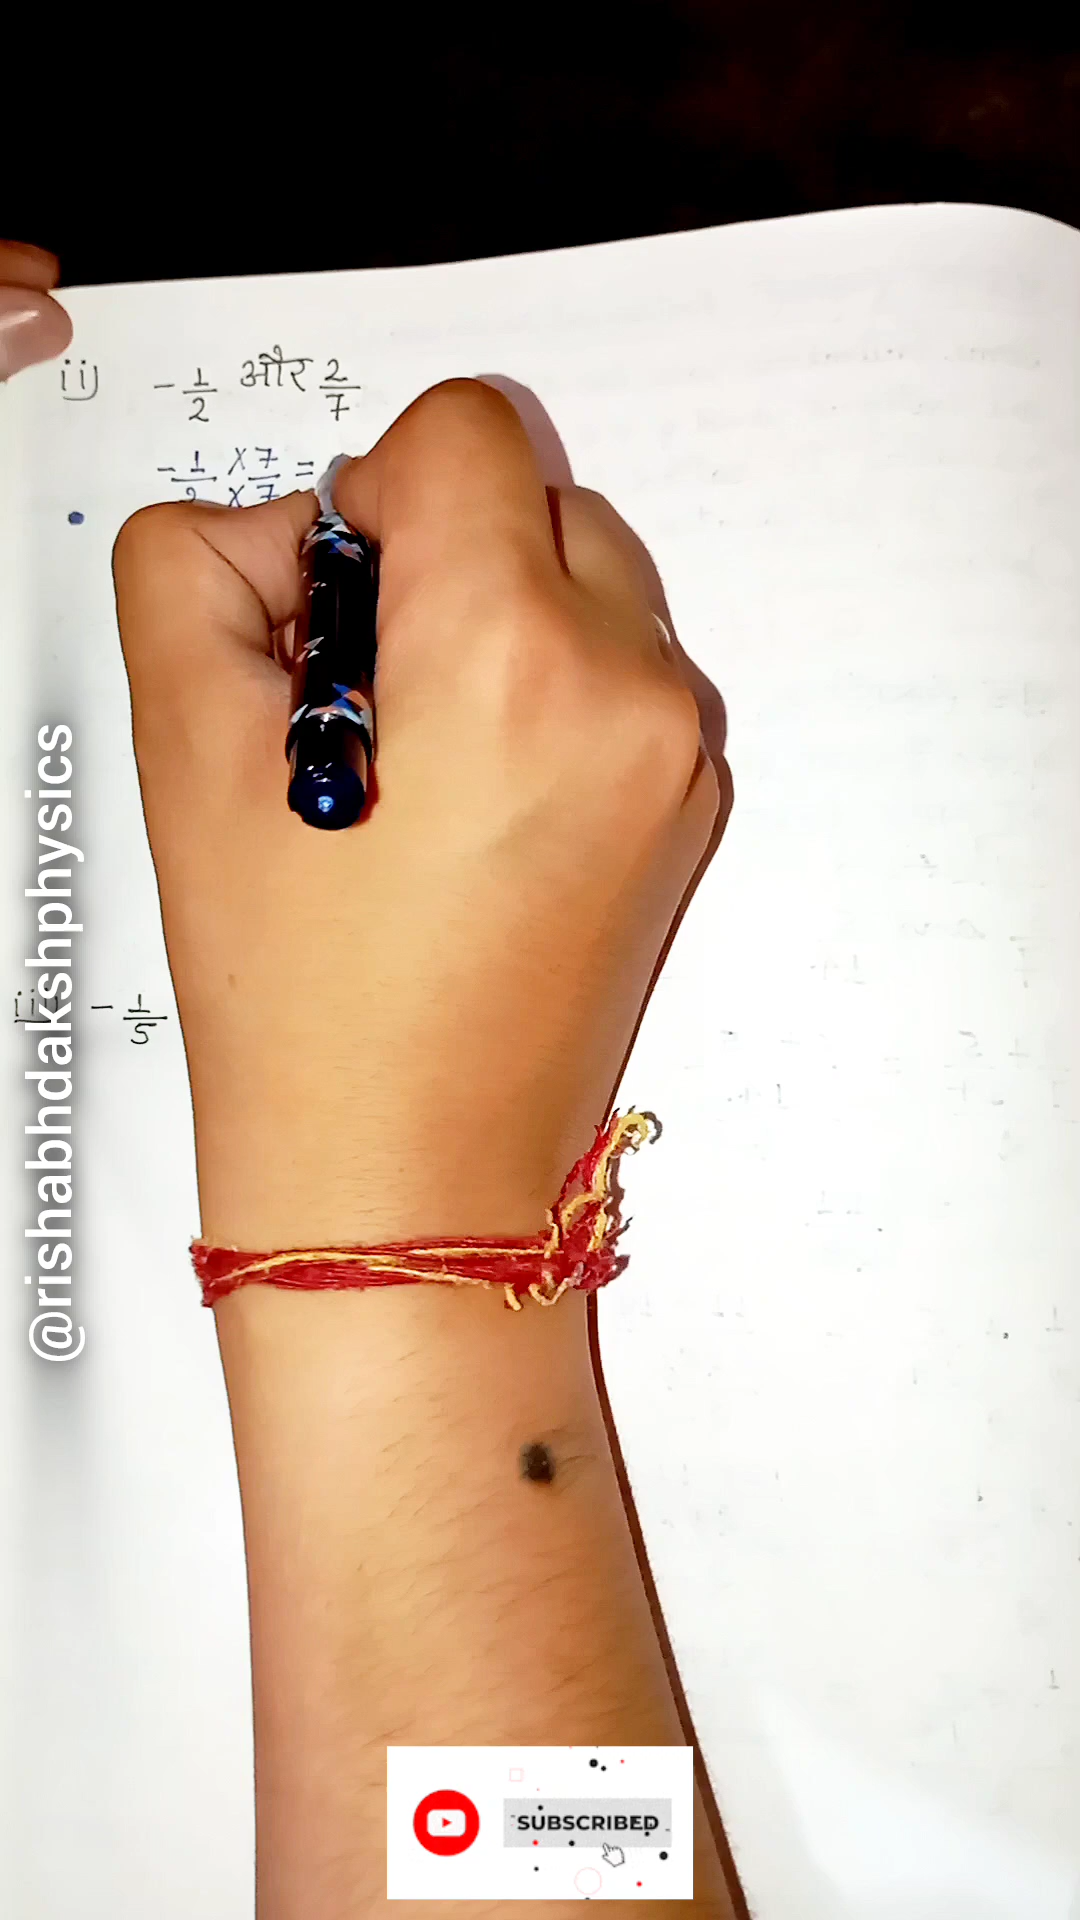 ii) -1/2 और 2/7
-1/2 ×7/×7 =
iii) -1/5
@rishabhdakshphysics
SUBSCRIBED